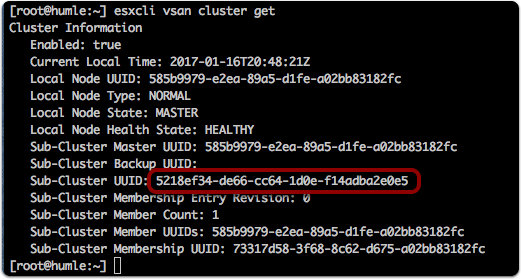 [root@humle:~] esxcli vsan cluster get
Cluster Information
Enabled: true
Current Local Time: 2017-01-16T20:48:21Z
Local Node UUID: 585b9979-e2ea-89a5-d1fe-a02bb83182fc
Local Node Type: NORMAL
Local Node State: MASTER
Local Node Health State: HEALTHY
Sub-Cluster Master UUID: 585b9979-e2ea-89a5-d1fe-a02bb83182fc
Sub-Cluster Backup UUID:
Sub-Cluster UUID: 5218ef34-de66-cc64-1d0e-f14adba2e0e5
Sub-Cluster Membership Entry Revision: 0
Sub-Cluster Member Count: 1
Sub-Cluster Member UUIDs: 585b9979-e2ea-89a5-d1fe-a02bb83182fc
Sub-Cluster Membership UUID: 73317d58-3f68-8c62-d675-a02bb83182fc
[root@humle:~]